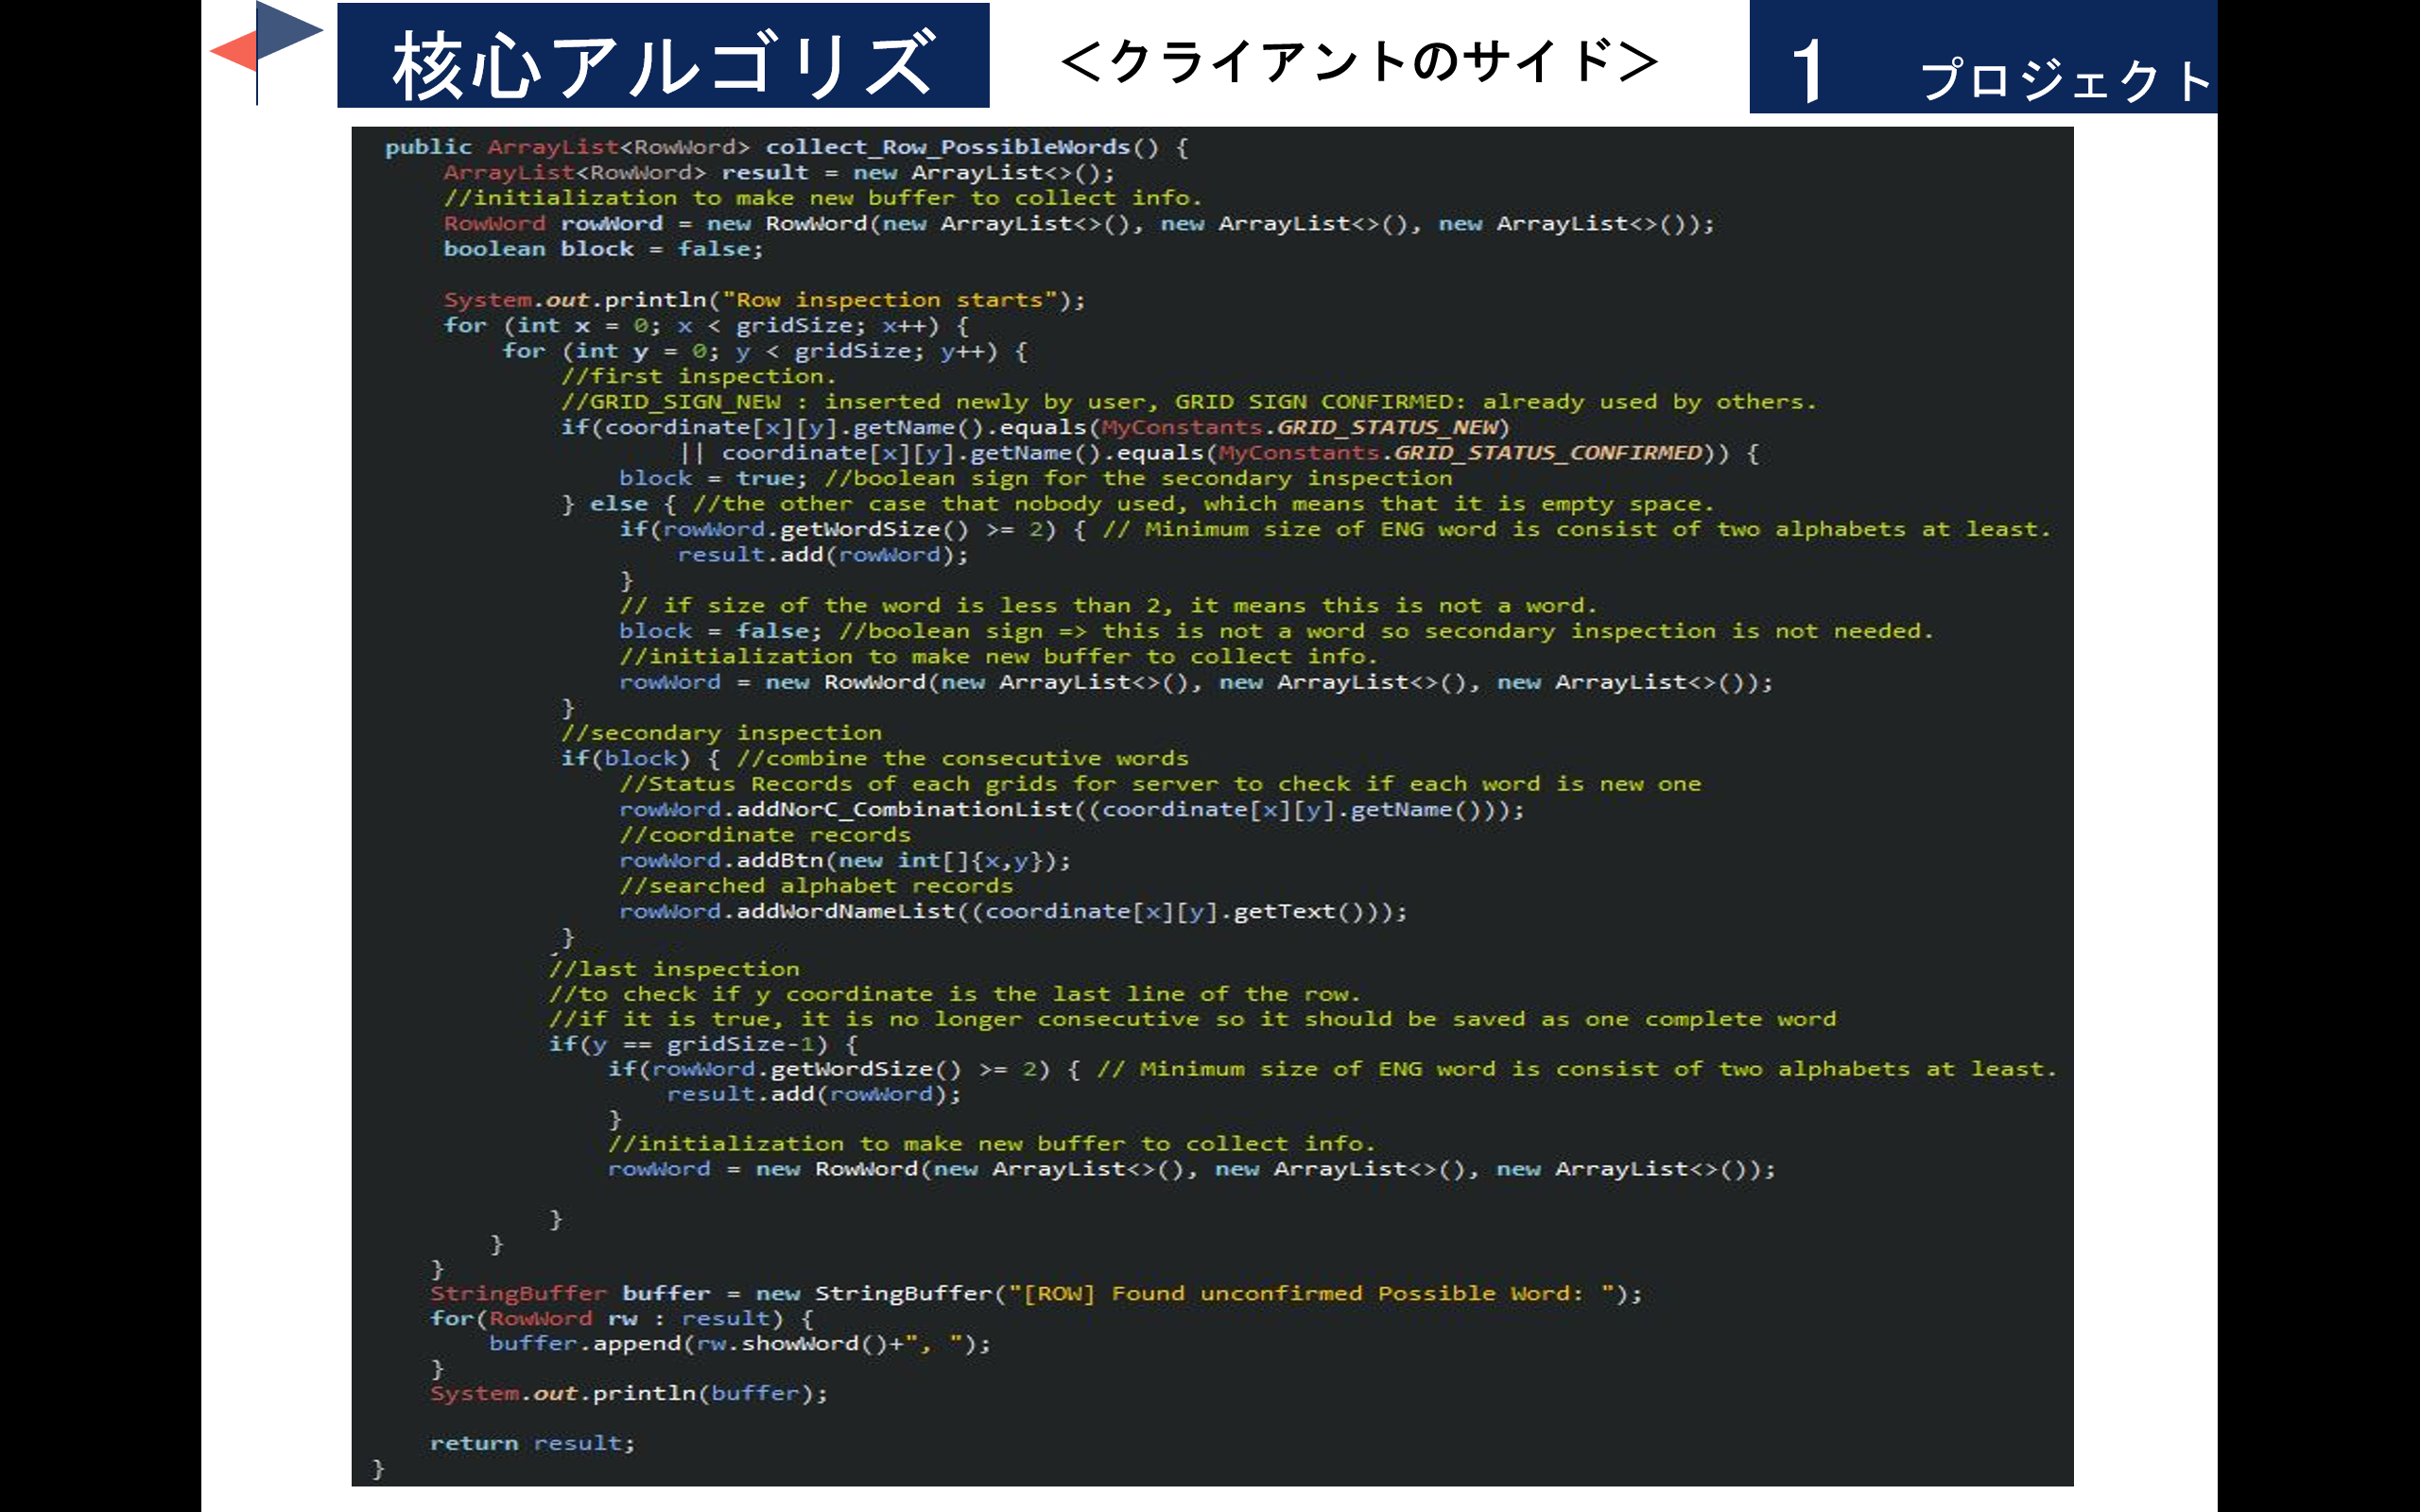 核心アルゴリズ
＜クライアントのサイド＞
1 プロジェクト
public ArrayList<RowWord> collect_Row_PossibleWords() {
ArrayList<RowWord> result = new ArrayList<>();
//initialization to make new buffer to collect info.
RowWord rowWord = new RowWord(new ArrayList<>(), new ArrayList<>(), new ArrayList<>());
boolean block = false;
System.out.println("Row inspection starts");
for (int x = 0; x < gridSize; x++) {
for (int y = 0; y < gridSize; y++) {
//first inspection.
//GRID_SIGN_NEW : inserted newly by user, GRID SIGN CONFIRMED: already used by others.
if(coordinate[x][y].getName().equals(MyConstants.GRID_STATUS_NEW)
|| coordinate[x][y].getName().equals(MyConstants.GRID_STATUS_CONFIRMED)) {
block = true; //boolean sign for the secondary inspection
} else { //the other case that nobody used, which means that it is empty space.
if(rowWord.getWordSize() >= 2) { // Minimum size of ENG word is consist of two alphabets at least.
result.add(rowWord);
}
// if size of the word is less than 2, it means this is not a word.
block = false; //boolean sign => this is not a word so secondary inspection is not needed.
//initialization to make new buffer to collect info.
rowWord = new RowWord(new ArrayList<>(), new ArrayList<>(), new ArrayList<>());
}
//secondary inspection
if(block) { //combine the consecutive words
//Status Records of each grids for server to check if each word is new one
rowWord.addNorC_CombinationList((coordinate[x][y].getName()));
//coordinate records
rowWord.addBtn(new int[]{x,y});
//searched alphabet records
rowWord.addWordNameList((coordinate[x][y].getText()));
}
//last inspection
//to check if y coordinate is the last line of the row.
//if it is true, it is no longer consecutive so it should be saved as one complete word
if(y == gridSize-1) {
if(rowWord.getWordSize() >= 2) { // Minimum size of ENG word is consist of two alphabets at least.
result.add(rowWord);
}
//initialization to make new buffer to collect info.
rowWord = new RowWord(new ArrayList<>(), new ArrayList<>(), new ArrayList<>());
}
}
}
StringBuffer buffer = new StringBuffer("[ROW] Found unconfirmed Possible Word: ");
for(RowWord rw : result) {
buffer.append(rw.showWord()+", ");
}
System.out.println(buffer);
return result;
}